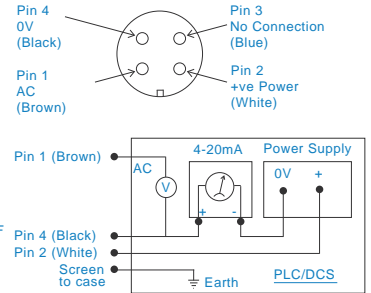 Pin 4
0V
(Black)
Pin 3
No Connection
(Blue)
Pin 1
AC
(Brown)
Pin 2
+ve Power
(White)
Pin 1 (Brown)
AC
V
4-20mA
+ -
Power Supply
0V +
Pin 4 (Black)
Pin 2 (White)
Screen
to case
Earth
PLC/DCS